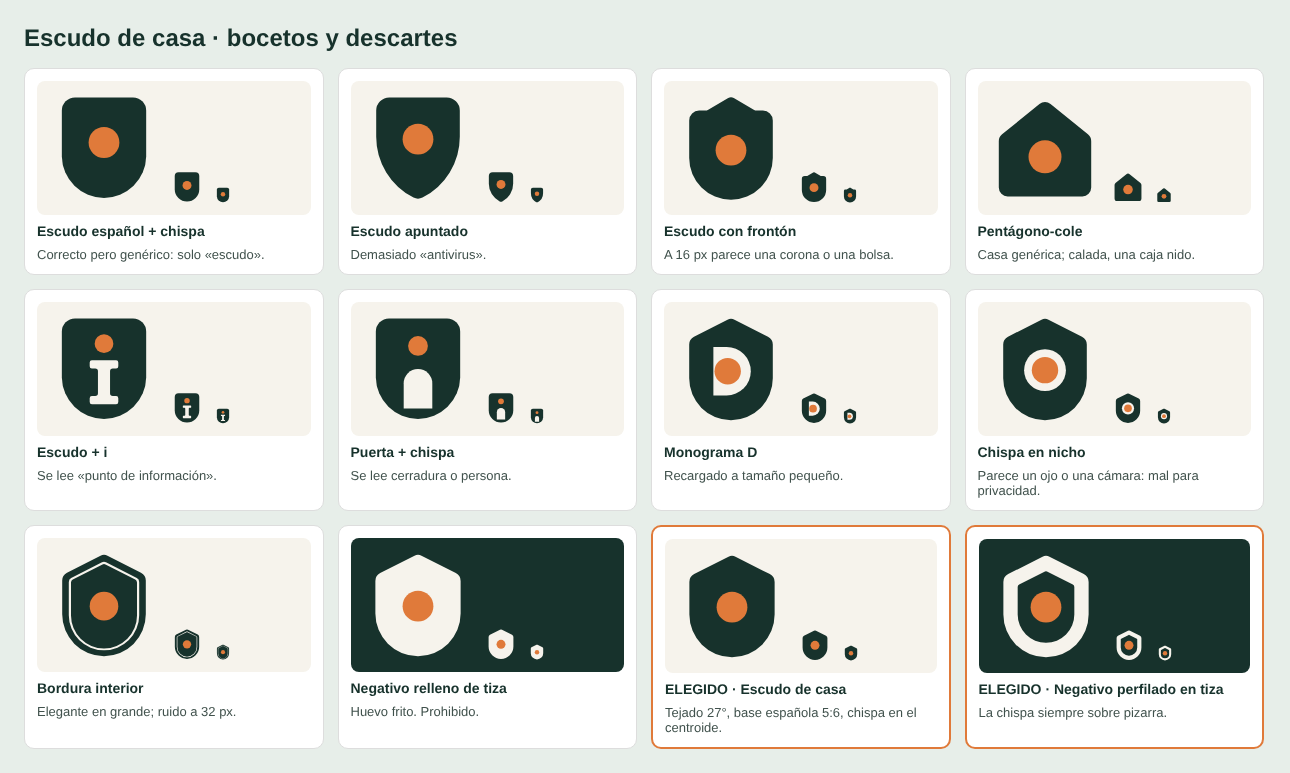 Escudo de casa · bocetos y descartes
Escudo español + chispa
Correcto pero genérico: solo «escudo».
Escudo apuntado
Demasiado «antivirus».
Escudo con frontón
A 16 px parece una corona o una bolsa.
Pentágono-cole
Casa genérica; calada, una caja nido.
Escudo + i
Se lee «punto de información».
Puerta + chispa
Se lee cerradura o persona.
Monograma D
Recargado a tamaño pequeño.
Chispa en nicho
Parece un ojo o una cámara: mal para
privacidad.
Bordura interior
Elegante en grande; ruido a 32 px.
Negativo relleno de tiza
Huevo frito. Prohibido.
ELEGIDO · Escudo de casa
Tejado 27°, base española 5:6, chispa en el
centroide.
ELEGIDO · Negativo perfilado en tiza
La chispa siempre sobre pizarra.